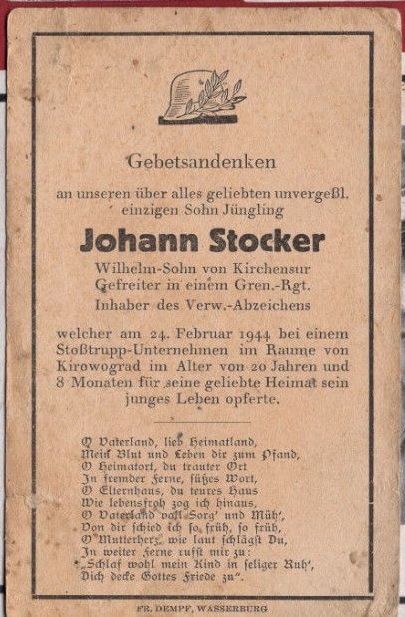 Gebetsandenken
an unseren über alles geliebten unvergeßl.
einzigen Sohn Jüngling
Johann Stocker
Wilhelm-Sohn von Kirchensur
Gefreiter in einem Gren.-Rgt.
Inhaber des Verw.-Abzeichens
welcher am 24. Februar 1944 bei einem
Stoßtrupp-Unternehmen im Raume von
Kirowograd im Alter von 20 Jahren und
8 Monaten für seine geliebte Heimat sein
junges Leben opferte.
O Vaterland, lieb Heimatland,
Mein Blut und Leben dir zum Pfand,
O Heimatort, du trauter Ort
In fremder Ferne, süßes Wort,
O Elternhaus, du teures Haus
Wie lebensfroh zog ich hinaus,
O Vaterland voll Sorg' und Müh',
Von dir schied ich so früh, so früh,
O Mutterherz, wie laut schlägst Du,
In weiter Ferne rufst mir zu:
„Schlaf wohl mein Kind in seliger Ruh',
Dich decke Gottes Friede zu“.
FR. DEMPF, WASSERBURG